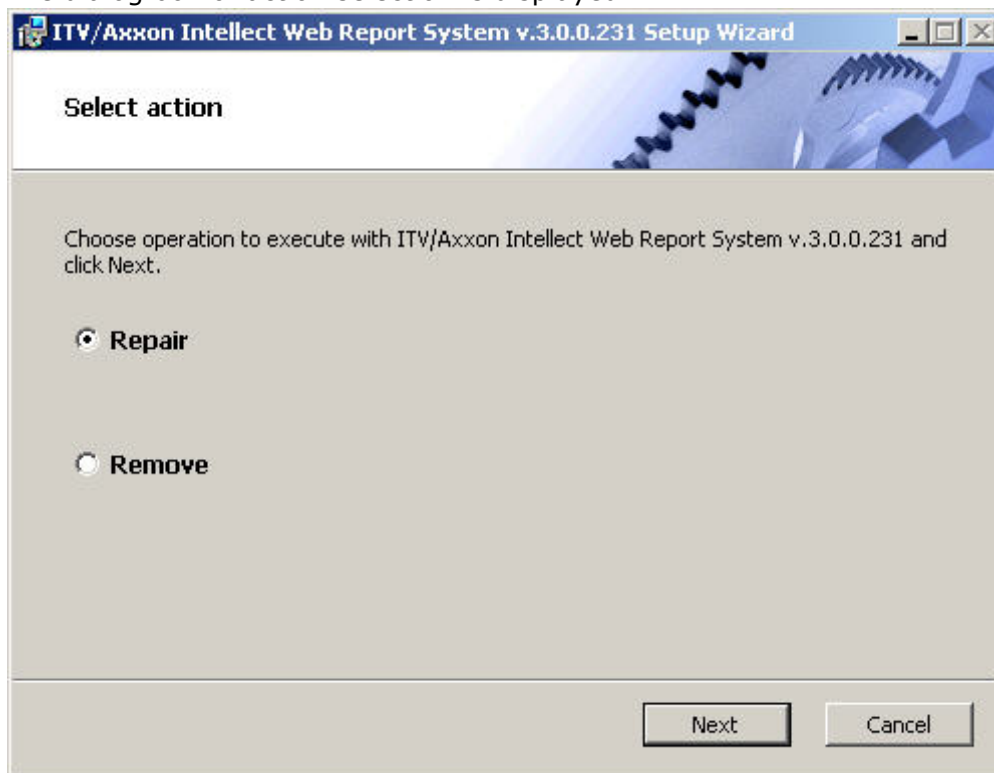 ITV/Axxon Intellect Web Report System v.3.0.0.231 Setup Wizard
Select action
Choose operation to execute with ITV/Axxon Intellect Web Report System v.3.0.0.231 and
click Next.
Repair
Remove
Next Cancel